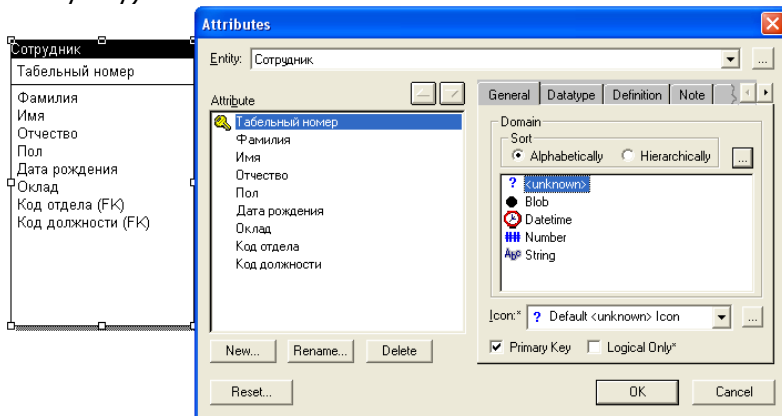 Сотрудник
Табельный номер
Фамилия
Имя
Отчество
Пол
Дата рождения
Оклад
Код отдела (FK)
Код должности (FK)
Attributes
Entity: Сотрудник
...
Attribute
Табельный номер
Фамилия
Имя
Отчество
Пол
Дата рождения
Оклад
Код отдела
Код должности
New... Rename... Delete
Reset...
General Datatype Definition Note
Domain
Sort
Alphabetically Hierarchically ...
? <unknown>
Blob
Datetime
Number
Abc String
Icon:* ? Default <unknown> Icon ...
Primary Key Logical Only*
OK Cancel